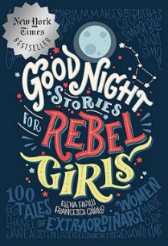 New York
Times
BESTSELLER
GOOD NIGHT
STORIES
FOR REBEL
GIRLS
100
TALES
OF EXTRAORDINARY
WOMEN
ELENA FAVILLI
FRANCESCA CAVALLO